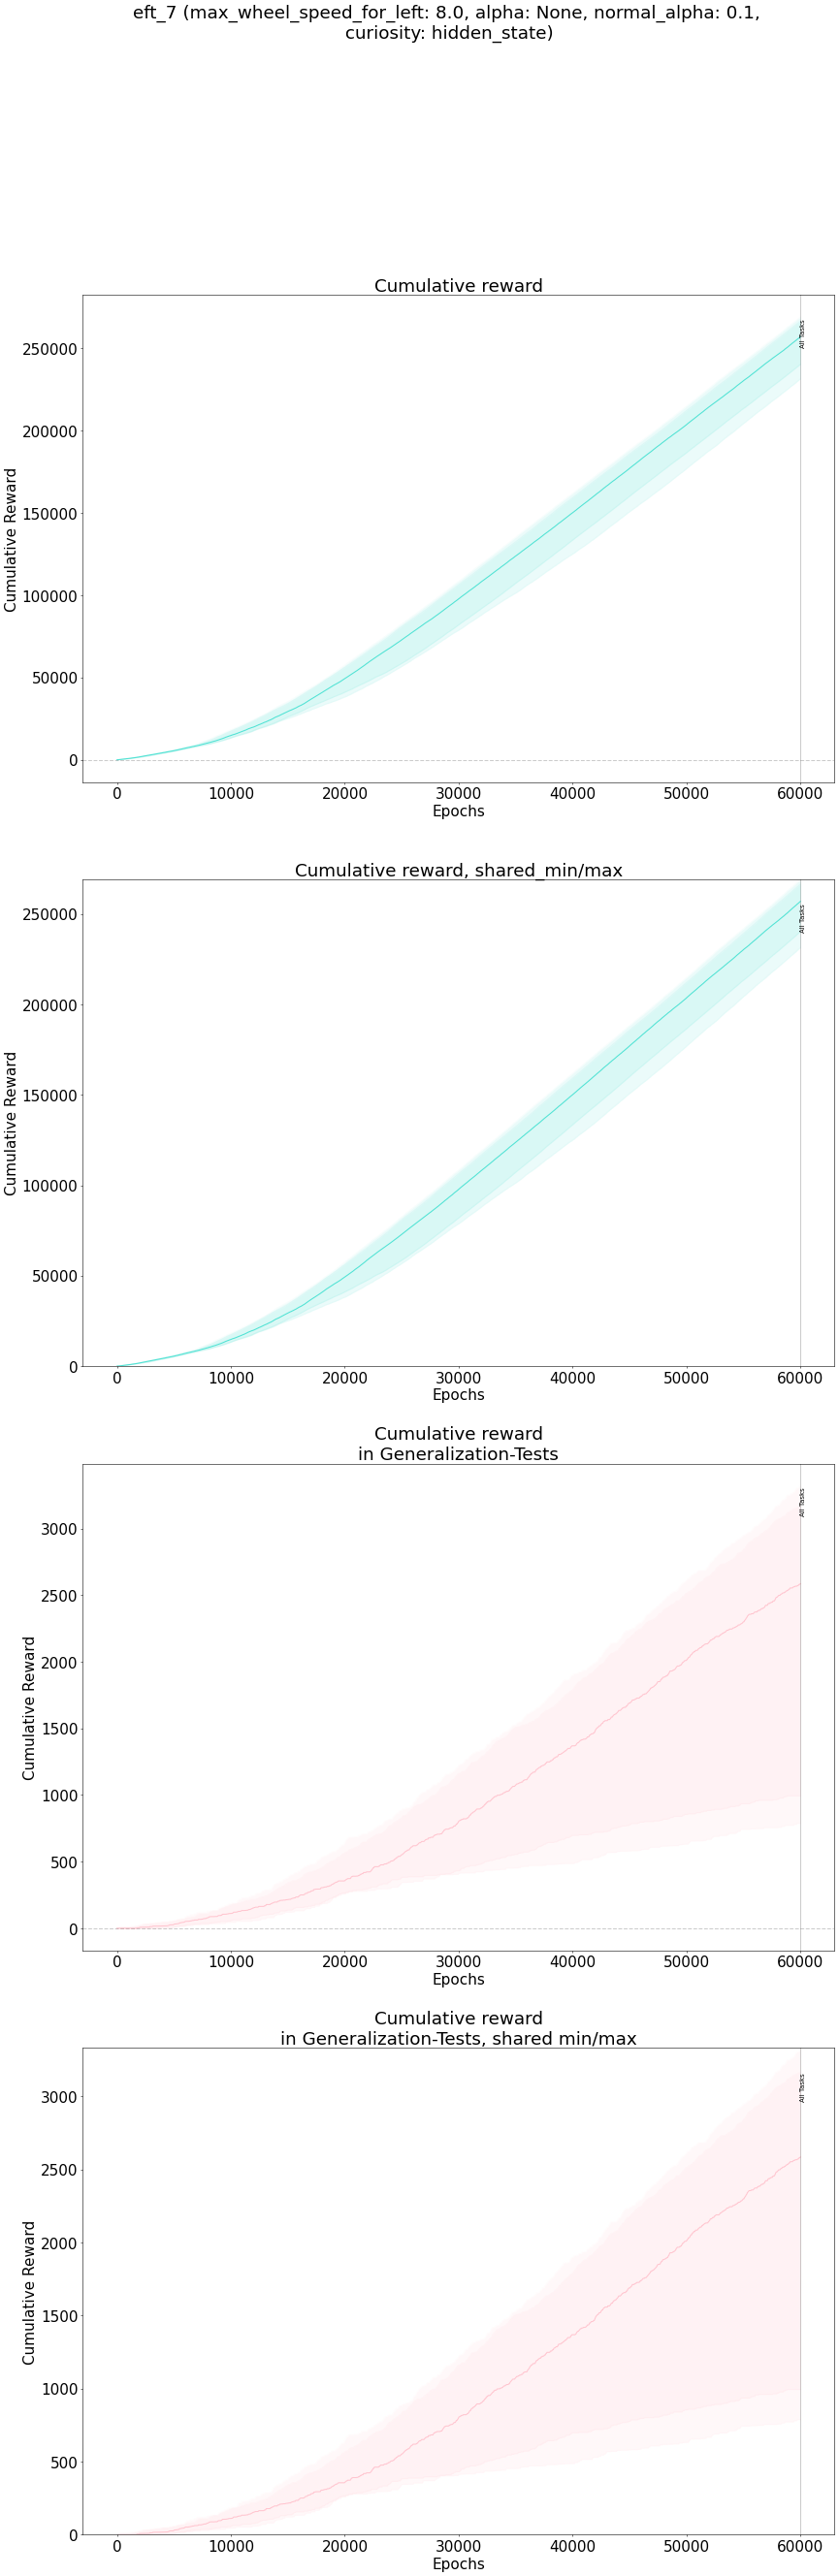 eft_7 (max_wheel_speed_for_left: 8.0, alpha: None, normal_alpha: 0.1,
curiosity: hidden_state)
Cumulative reward
Cumulative Reward
250000
200000
150000
100000
50000
0
All Tasks
0 10000 20000 30000 40000 50000 60000
Epochs
Cumulative reward, shared_min/max
Cumulative Reward
250000
200000
150000
100000
50000
0
All Tasks
0 10000 20000 30000 40000 50000 60000
Epochs
Cumulative reward
in Generalization-Tests
Cumulative Reward
3000
2500
2000
1500
1000
500
0
All Tasks
0 10000 20000 30000 40000 50000 60000
Epochs
Cumulative reward
in Generalization-Tests, shared min/max
Cumulative Reward
3000
2500
2000
1500
1000
500
0
All Tasks
0 10000 20000 30000 40000 50000 60000
Epochs